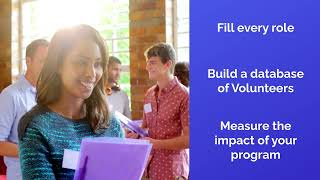 Fill every role
Build a database
of Volunteers
Measure the
impact of your
program